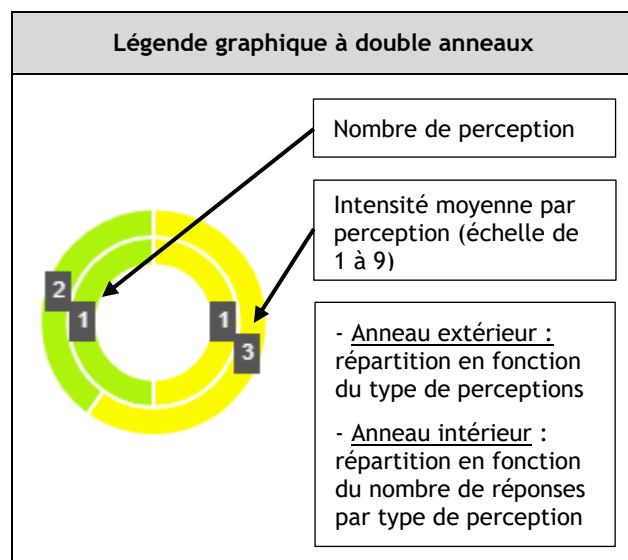 Légende graphique à double anneaux
Nombre de perception
Intensité moyenne par
perception (échelle de
1 à 9)
2
1
1
3
- Anneau extérieur :
répartition en fonction
du type de perceptions
- Anneau intérieur :
répartition en fonction
du nombre de réponses
par type de perception